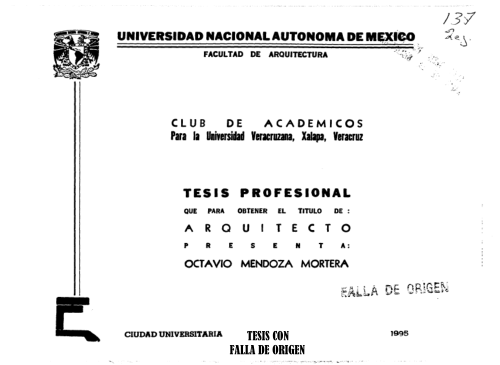 137
2ej.
UNIVERSIDAD NACIONAL AUTONOMA DE MEXICO
FACULTAD DE ARQUITECTURA
CLUB DE ACADEMICOS
Para la Universidad Veracruzana, Xalapa, Veracruz
TESIS PROFESIONAL
QUE PARA OBTENER EL TITULO DE :
ARQUITECTO
PRESENTA:
OCTAVIO MENDOZA MORTERA
FALLA DE ORIGEN
CIUDAD UNIVERSITARIA
TESIS CON
FALLA DE ORIGEN
1995